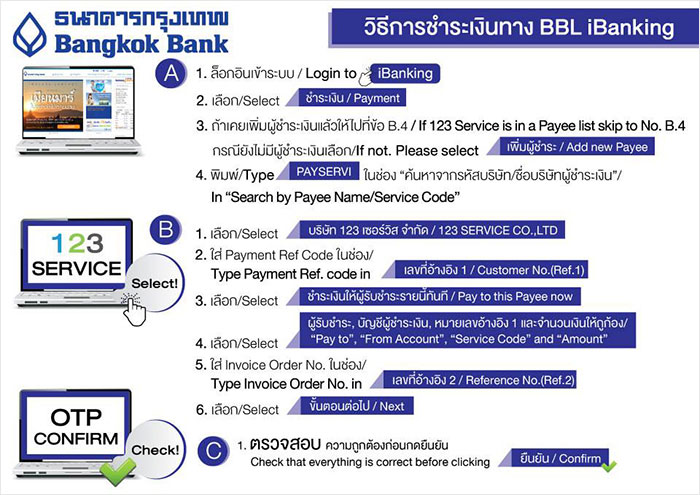 ธนาคารกรุงเทพ
Bangkok Bank
วิธีการชำระเงินทาง BBL iBanking
A
1. ล็อกอินเข้าระบบ / Login to iBanking
2. เลือก/Select ชำระเงิน / Payment
3. ถ้าเคยเพิ่มผู้ชำระเงินแล้วให้ไปที่ข้อ B.4 / If 123 Service is in a Payee list skip to No. B.4
กรณียังไม่มีผู้ชำระเงินเลือก/If not. Please select เพิ่มผู้ชำระ / Add new Payee
4. พิมพ์/Type PAYSERVI ในช่อง “ค้นหาจากรหัสบริษัท/ชื่อบริษัทผู้ชำระเงิน”/
In “Search by Payee Name/Service Code”
123
SERVICE
Select!
B
1. เลือก/Select บริษัท 123 เซอร์วิส จำกัด / 123 SERVICE CO.,LTD
2. ใส่ Payment Ref Code ในช่อง/
Type Payment Ref. code in เลขที่อ้างอิง 1 / Customer No.(Ref.1)
3. เลือก/Select ชำระเงินให้ผู้รับชำระรายนี้ทันที / Pay to this Payee now
ผู้รับชำระ, บัญชีผู้ชำระเงิน, หมายเลขอ้างอิง 1 และจำนวนเงินให้ถูกต้อง/
4. เลือก/Select “Pay to”, “From Account”, “Service Code” and “Amount”
5. ใส่ Invoice Order No. ในช่อง/
Type Invoice Order No. in เลขที่อ้างอิง 2 / Reference No.(Ref.2)
6. เลือก/Select ขั้นตอนต่อไป / Next
OTP
CONFIRM
Check!
C
1. ตรวจสอบ ความถูกต้องก่อนกดยืนยัน
Check that everything is correct before clicking ยืนยัน / Confirm